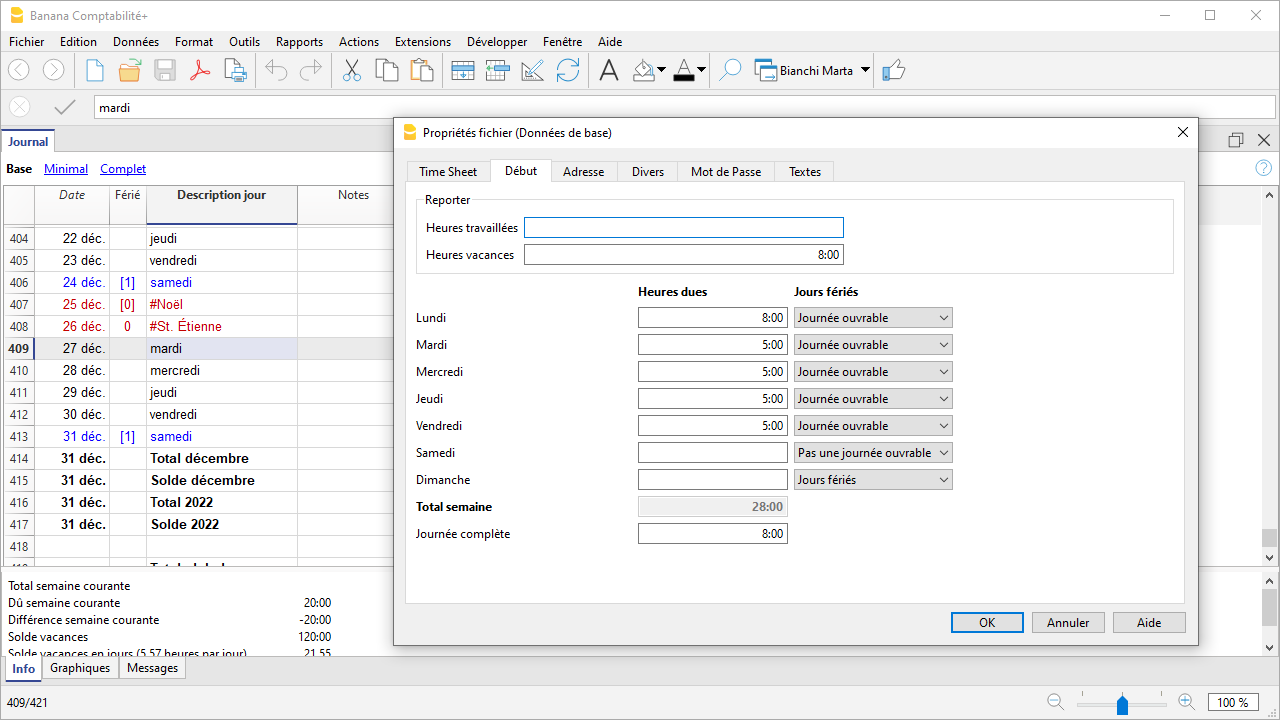 Banana Comptabilité+
Fichier Edition Données Format Outils Rapports Actions Extensions Développer Fenêtre Aide
Bianchi Marta
mardi
Journal
Base Minimal Complet
Date Férié Description jour Notes
404 22 déc. jeudi
405 23 déc. vendredi
406 24 déc. [1] samedi
407 25 déc. [0] #Noël
408 26 déc. 0 #St. Étienne
409 27 déc. mardi
410 28 déc. mercredi
411 29 déc. jeudi
412 30 déc. vendredi
413 31 déc. [1] samedi
414 31 déc. Total décembre
415 31 déc. Solde décembre
416 31 déc. Total 2022
417 31 déc. Solde 2022
418
Total semaine courante
Dû semaine courante 20:00
Différence semaine courante -20:00
Solde vacances 120:00
Solde vacances en jours (5.57 heures par jour) 21.55
Info Graphiques Messages
409/421
100 %
Propriétés fichier (Données de base)
Time Sheet Début Adresse Divers Mot de Passe Textes
Reporter
Heures travaillées
Heures vacances 8:00
Heures dues Jours fériés
Lundi 8:00 Journée ouvrable
Mardi 5:00 Journée ouvrable
Mercredi 5:00 Journée ouvrable
Jeudi 5:00 Journée ouvrable
Vendredi 5:00 Journée ouvrable
Samedi Pas une journée ouvrable
Dimanche Jours fériés
Total semaine 28:00
Journée complète 8:00
OK Annuler Aide